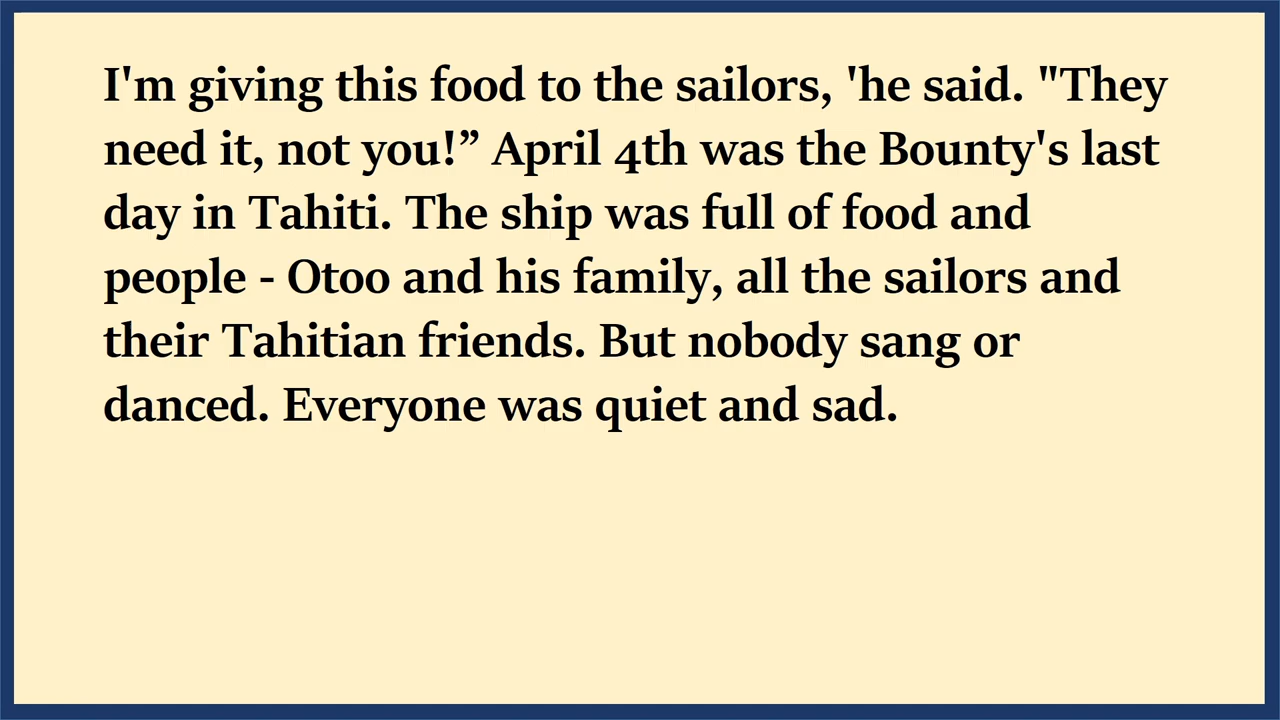 I'm giving this food to the sailors, 'he said. "They
need it, not you!” April 4th was the Bounty's last
day in Tahiti. The ship was full of food and
people - Otoo and his family, all the sailors and
their Tahitian friends. But nobody sang or
danced. Everyone was quiet and sad.